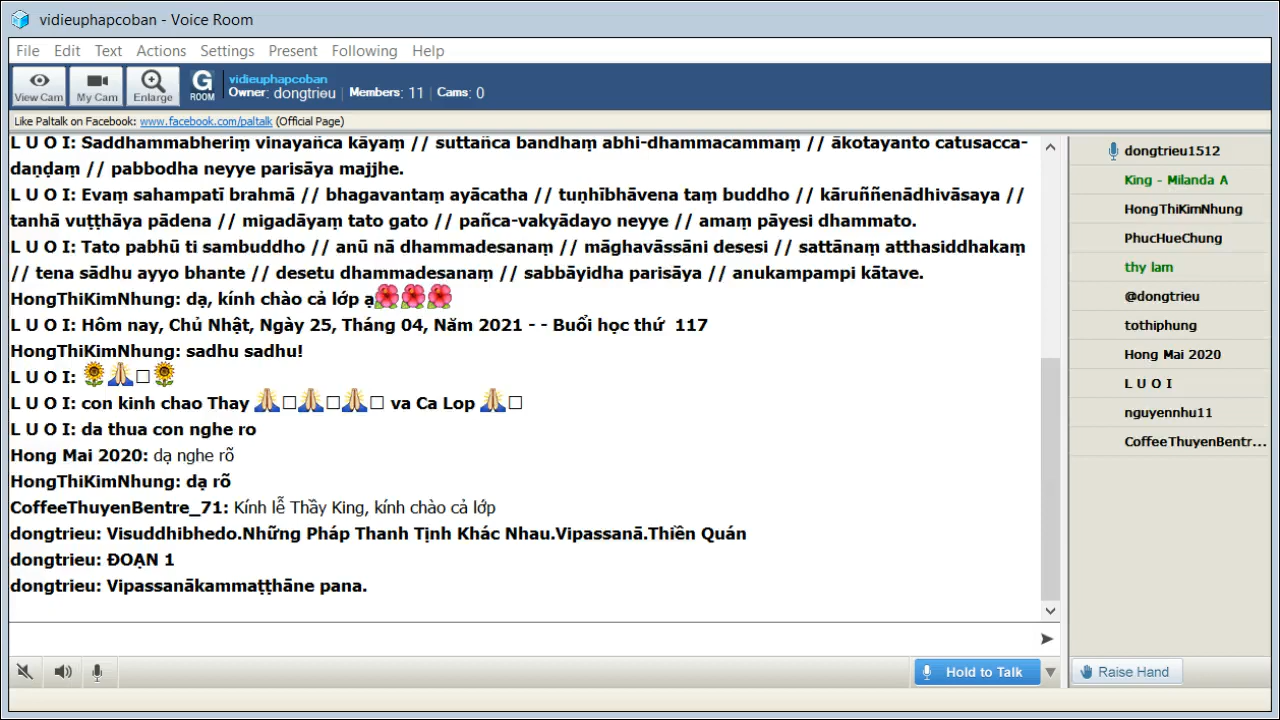 vidieuphapcoban - Voice Room
File Edit Text Actions Settings Present Following Help
View Cam My Cam Enlarge G ROOM vidieuphapcoban
Owner: dongtrieu Members: 11 Cams: 0
Like Paltalk on Facebook: www.facebook.com/paltalk (Official Page)
L U O I: Saddhammabheriṃ vinayañca kāyaṃ // suttañca bandhaṃ abhi-dhammacammaṃ // ākotayanto catusacca-
daṇḍaṃ // pabbodha neyye parisāya majjhe.
L U O I: Evaṃ sahampatī brahmā // bhagavantaṃ ayācatha // tuṇhībhāvena taṃ buddho // kāruññenādhivāsaya //
tanhā vuṭṭhāya pādena // migadāyaṃ tato gato // pañca-vakyādayo neyye // amaṃ pāyesi dhammato.
L U O I: Tato pabhū ti sambuddho // anū nā dhammadesanaṃ // māghavāssāni desesi // sattānaṃ atthasiddhakaṃ
// tena sādhu ayyo bhante // desetu dhammadesanaṃ // sabbāyidha parisāya // anukampampi kātave.
HongThiKimNhung: dạ, kính chào cả lớp ạ🌺🌺🌺
L U O I: Hôm nay, Chủ Nhật, Ngày 25, Tháng 04, Năm 2021 - - Buổi học thứ 117
HongThiKimNhung: sadhu sadhu!
L U O I: 🌻🙏□🌻
L U O I: con kinh chao Thay 🙏□🙏□🙏□ va Ca Lop 🙏□
L U O I: da thua con nghe ro
Hong Mai 2020: dạ nghe rõ
HongThiKimNhung: dạ rõ
CoffeeThuyenBentre_71: Kính lễ Thầy King, kính chào cả lớp
dongtrieu: Visuddhibhedo.Những Pháp Thanh Tịnh Khác Nhau.Vipassanā.Thiền Quán
dongtrieu: ĐOẠN 1
dongtrieu: Vipassanākammaṭṭhāne pana.
dongtrieu1512
King - Milanda A
HongThiKimNhung
PhucHueChung
thy lam
@dongtrieu
tothiphung
Hong Mai 2020
L U O I
nguyennhu11
CoffeeThuyenBentr...
Hold to Talk
Raise Hand